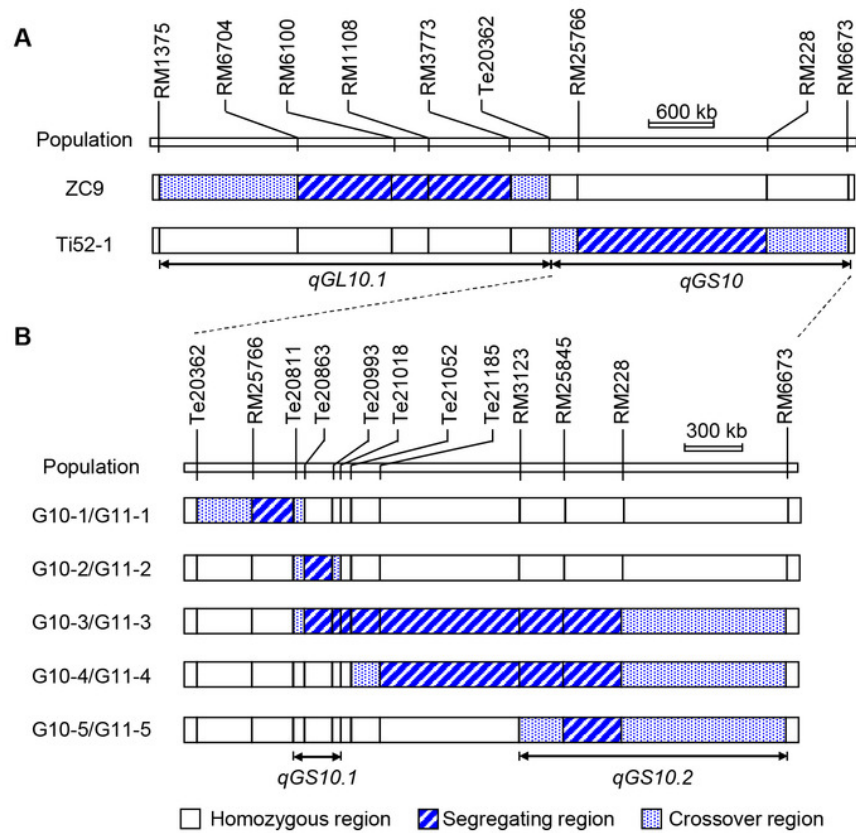 A
RM1375
RM6704
RM6100
RM1108
RM3773
Te20362
RM25766
RM228
RM6673
600 kb
Population
ZC9
Ti52-1
qGL10.1
qGS10
B
Te20362
RM25766
Te20811
Te20863
Te20993
Te21018
Te21052
Te21185
RM3123
RM25845
RM228
RM6673
300 kb
Population
G10-1/G11-1
G10-2/G11-2
G10-3/G11-3
G10-4/G11-4
G10-5/G11-5
qGS10.1
qGS10.2
Homozygous region
Segregating region
Crossover region